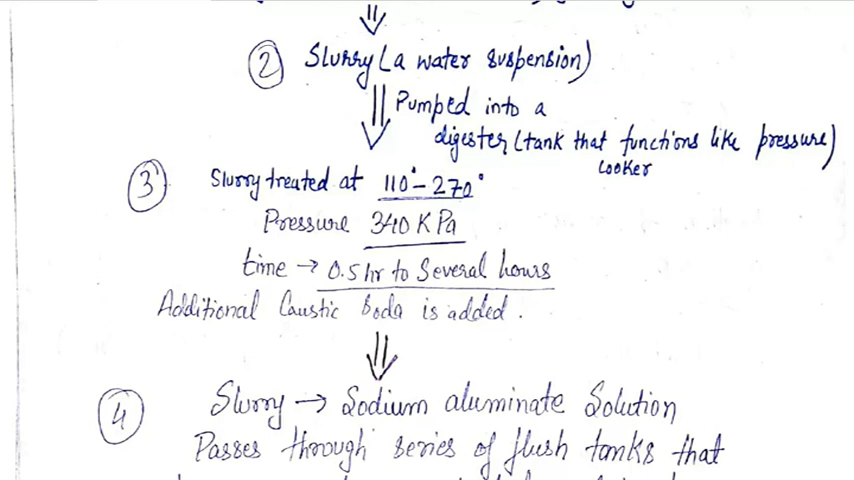 ⇓
② Slurry (a water suspension)
⇓ Pumped into a
digester (tank that functions like pressure)
cooker
③ Slurry treated at 110° - 270°
Pressure 340 KPa
time → 0.5 hr to Several hours
Additional Caustic Soda is added.
⇓
④ Slurry → Sodium aluminate Solution
Passes through series of flush tanks that